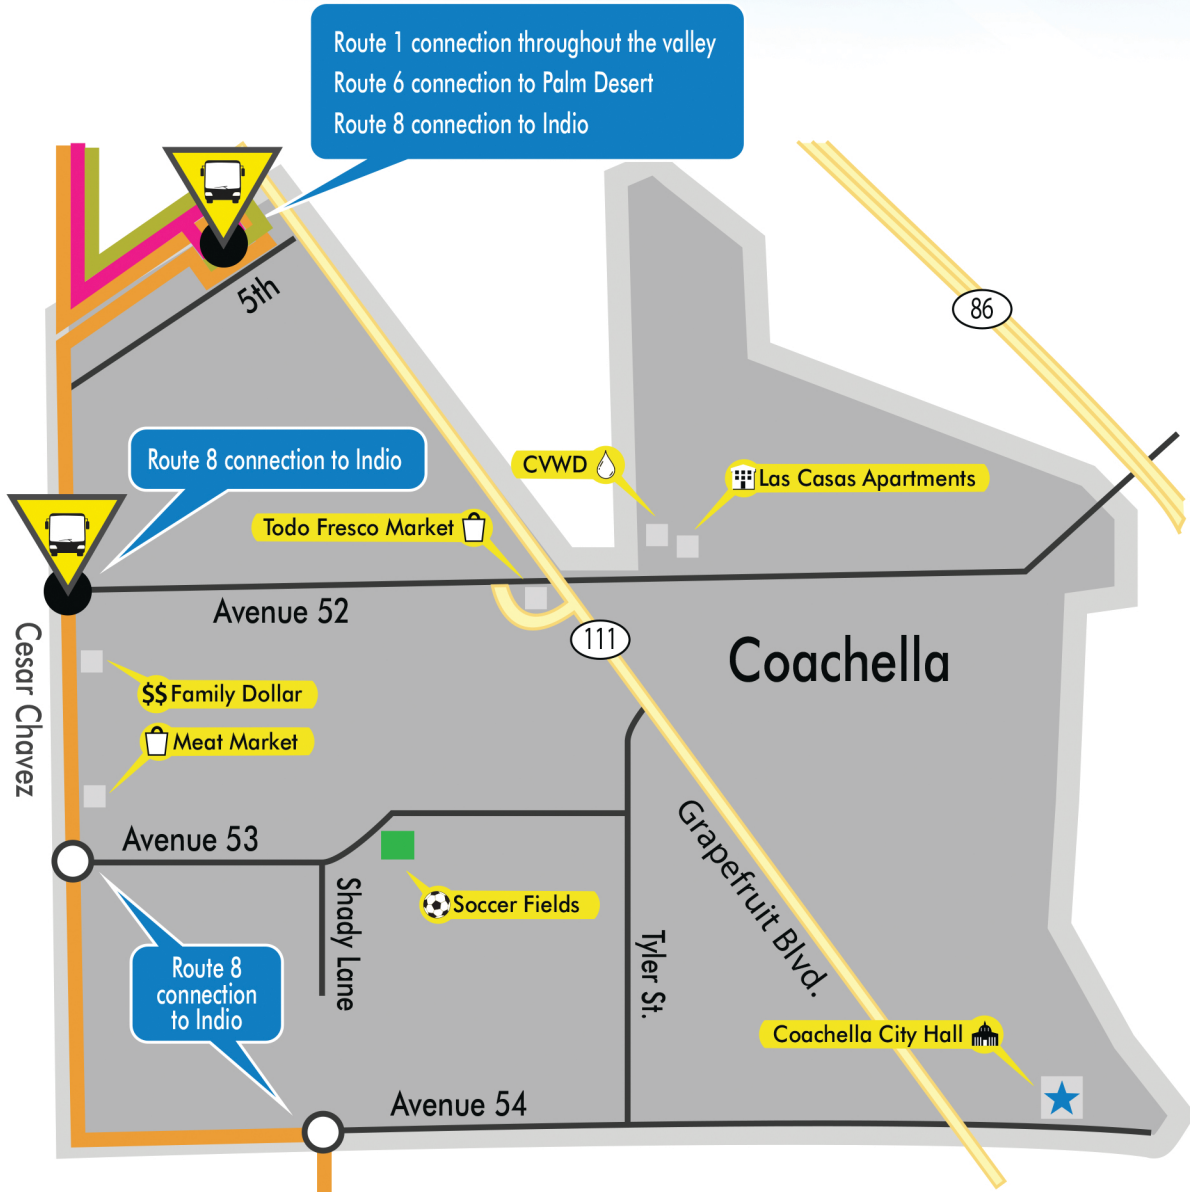 Route 1 connection throughout the valley
Route 6 connection to Palm Desert
Route 8 connection to Indio
5th
86
Route 8 connection to Indio
CVWD
Las Casas Apartments
Todo Fresco Market
Avenue 52
111
Coachella
Cesar Chavez
$$ Family Dollar
Meat Market
Avenue 53
Grapefruit Blvd.
Shady Lane
Soccer Fields
Tyler St.
Route 8
connection
to Indio
Coachella City Hall
Avenue 54